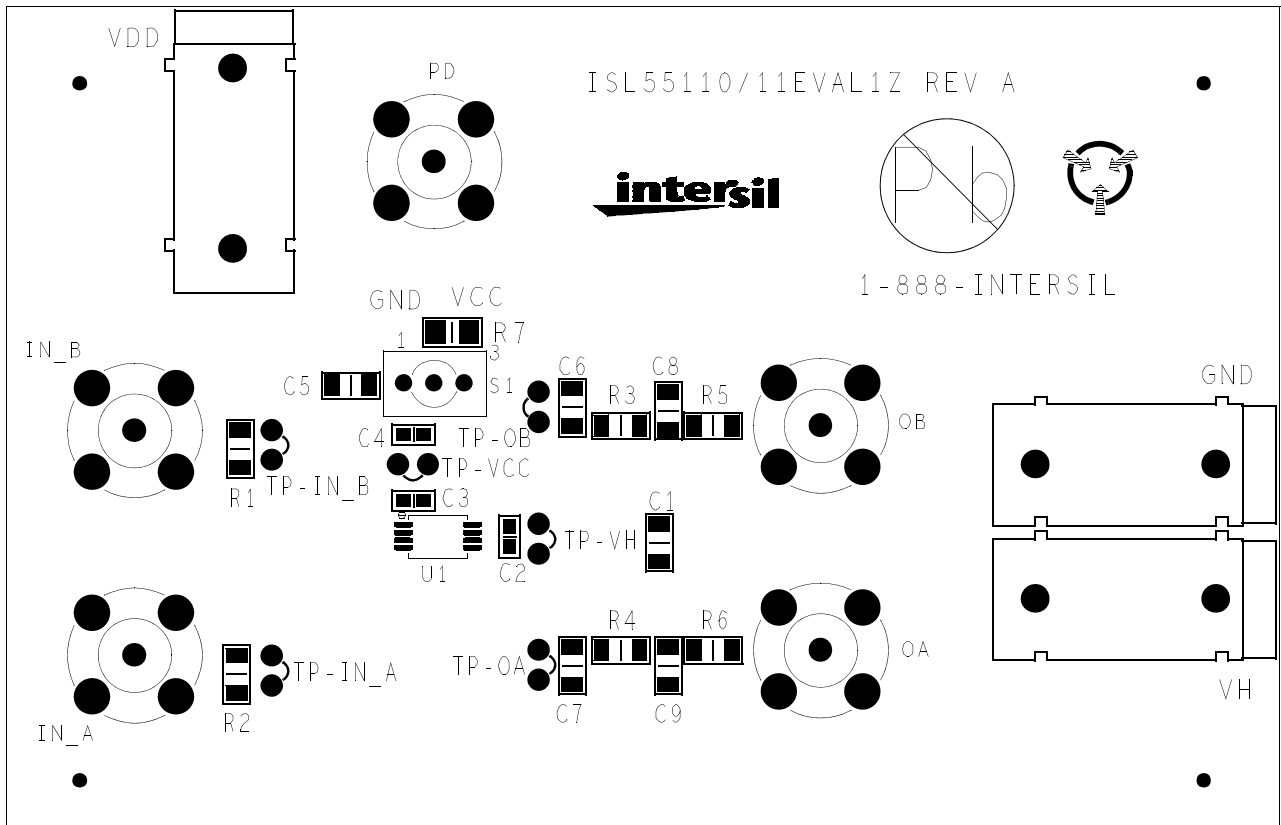 VDD
PD
ISL55110/11EVAL1Z REV A
Pb
intersil
1-888-INTERSIL
GND
VCC
1
R7
3
IN_B
C5
S1
C6
C8
R3
R5
GND
OB
C4
TP-OB
TP-VCC
R1
TP-IN_B
C3
C1
TP-VH
U1
C2
R4
R6
OA
TP-OA
TP-IN_A
VH
C7
C9
R2
IN_A